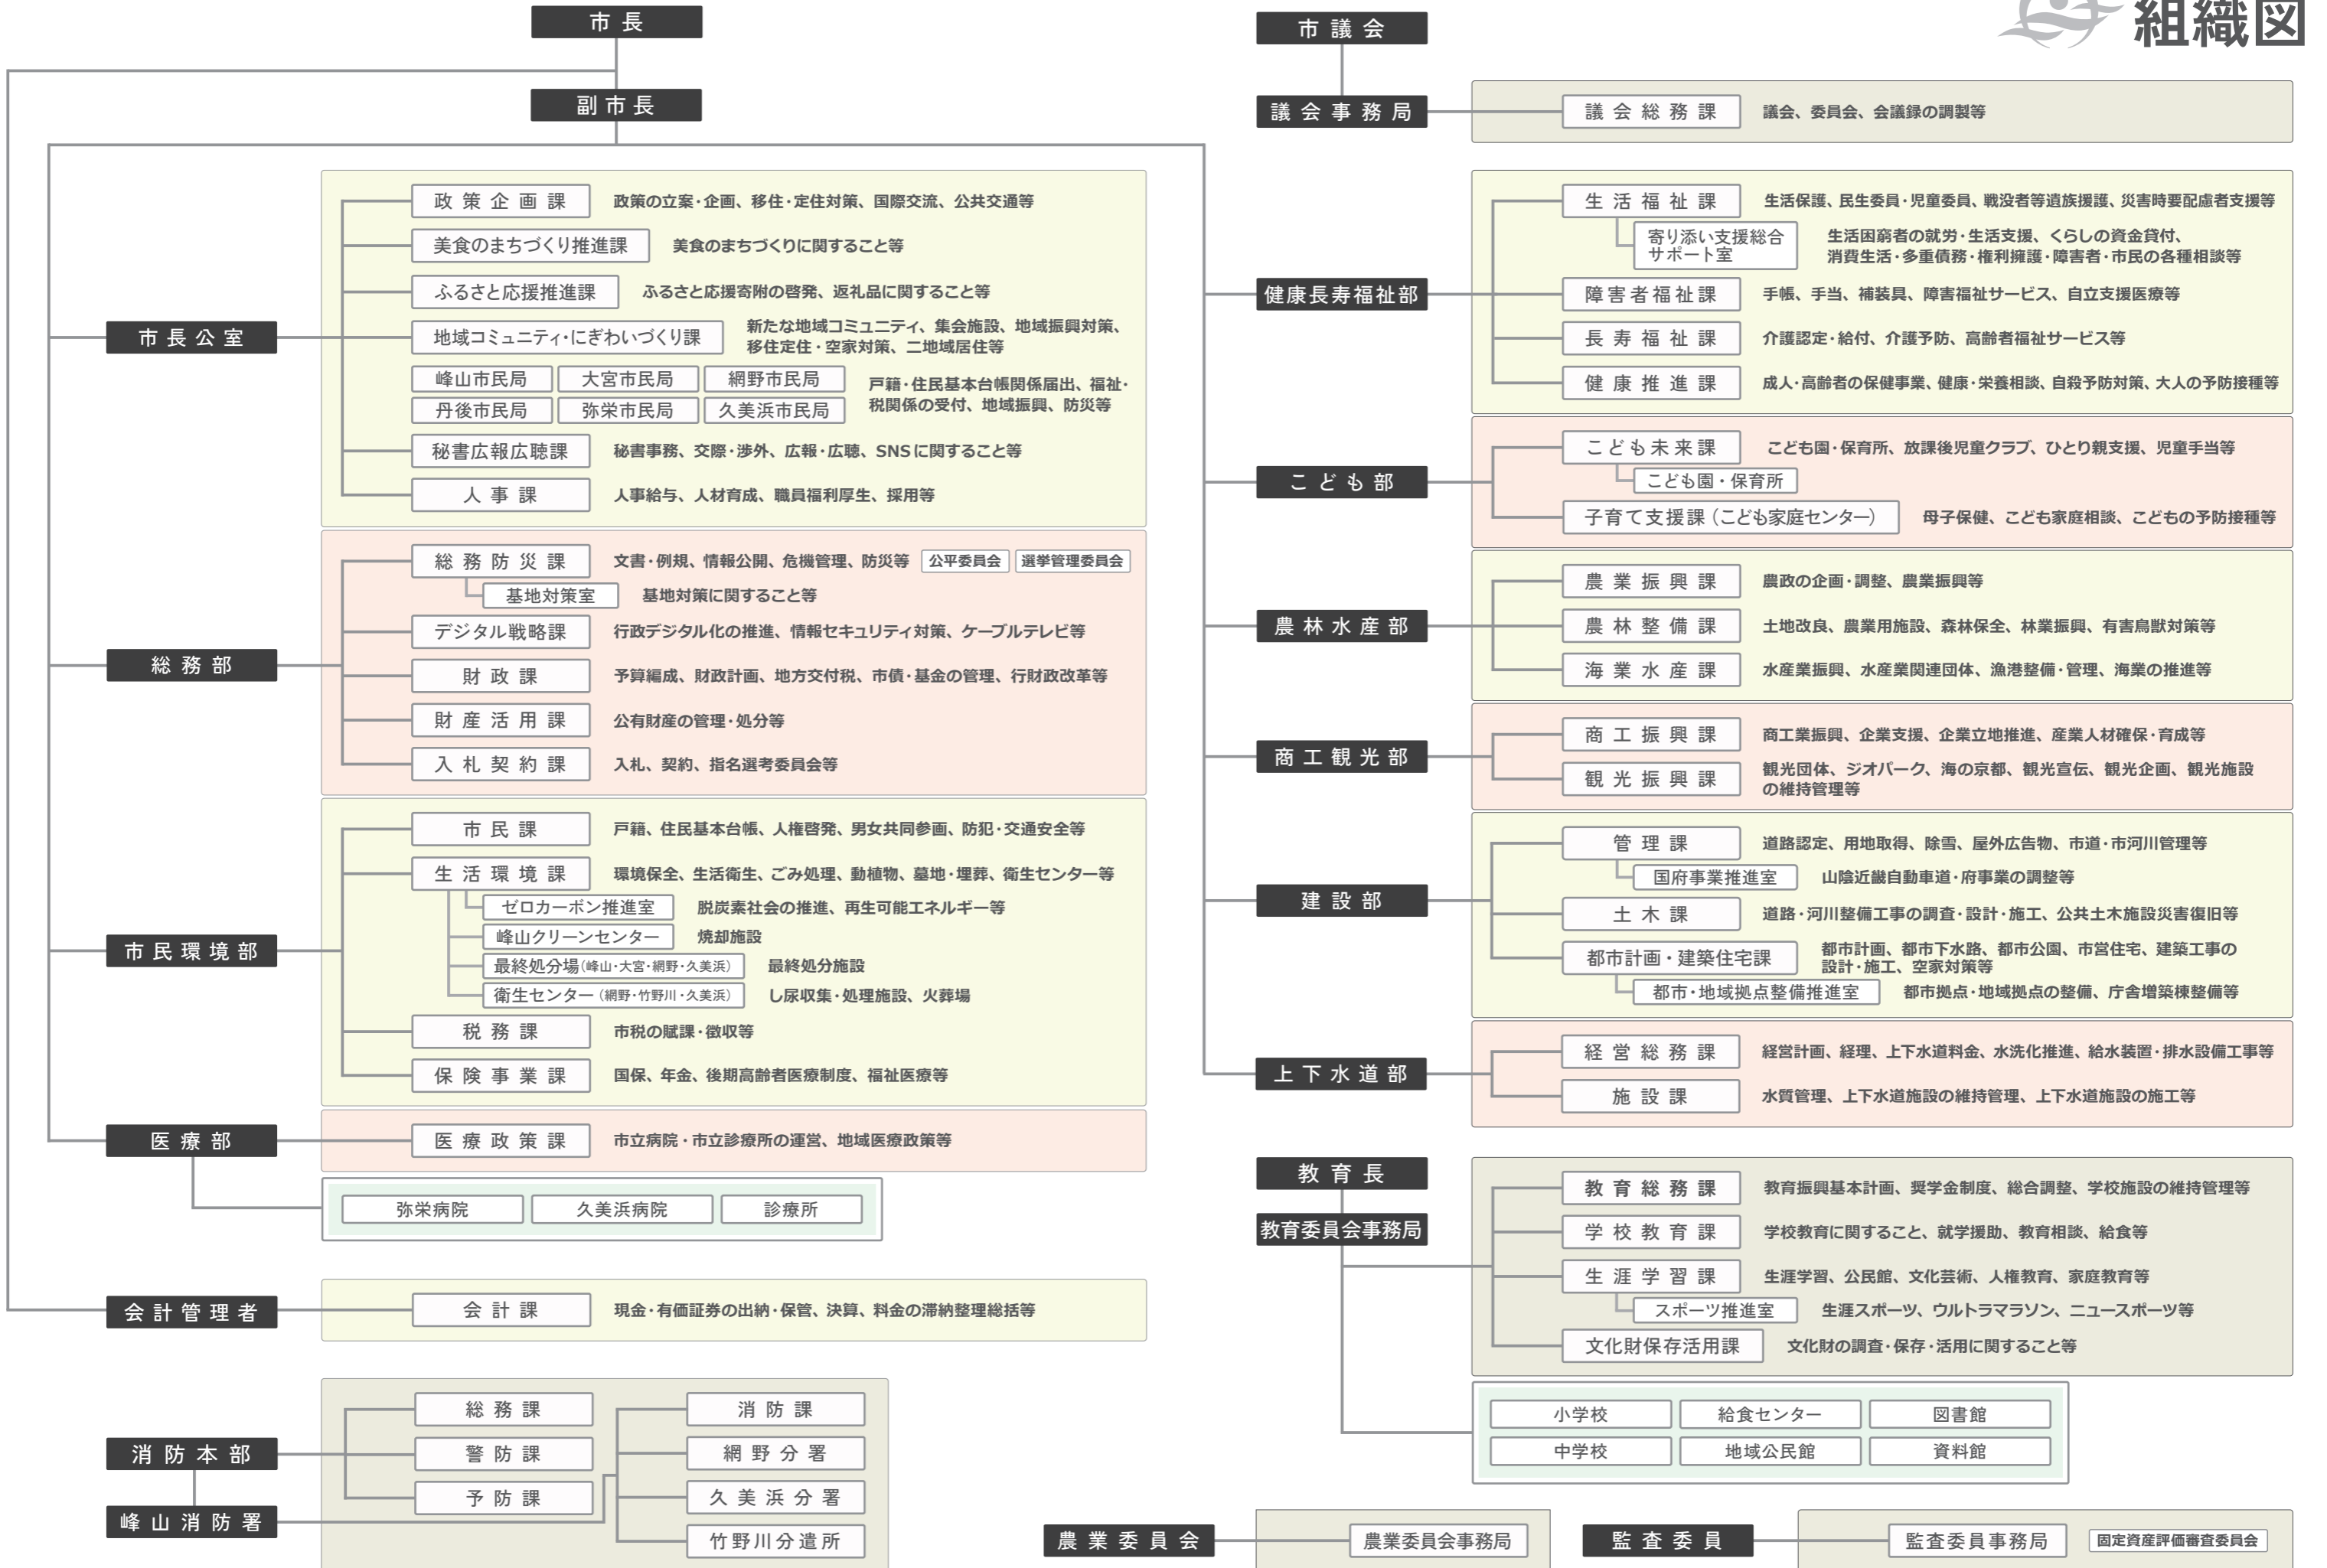 組織図
市長
副市長
市長公室
政策企画課
政策の立案・企画、移住・定住対策、国際交流、公共交通等
美食のまちづくり推進課
美食のまちづくりに関すること等
ふるさと応援推進課
ふるさと応援寄附の啓発、返礼品に関すること等
地域コミュニティ・にぎわいづくり課
新たな地域コミュニティ、集会施設、地域振興対策、
移住定住・空家対策、二地域居住等
峰山市民局
大宮市民局
網野市民局
丹後市民局
弥栄市民局
久美浜市民局
戸籍・住民基本台帳関係届出、福祉・
税関係の受付、地域振興、防災等
秘書広報広聴課
秘書事務、交際・渉外、広報・広聴、SNSに関すること等
人事課
人事給与、人材育成、職員福利厚生、採用等
総務部
総務防災課
文書・例規、情報公開、危機管理、防災等
公平委員会
選挙管理委員会
基地対策室
基地対策に関すること等
デジタル戦略課
行政デジタル化の推進、情報セキュリティ対策、ケーブルテレビ等
財政課
予算編成、財政計画、地方交付税、市債・基金の管理、行財政改革等
財産活用課
公有財産の管理・処分等
入札契約課
入札、契約、指名選考委員会等
市民環境部
市民課
戸籍、住民基本台帳、人権啓発、男女共同参画、防犯・交通安全等
生活環境課
環境保全、生活衛生、ごみ処理、動植物、墓地・埋葬、衛生センター等
ゼロカーボン推進室
脱炭素社会の推進、再生可能エネルギー等
峰山クリーンセンター
焼却施設
最終処分場(峰山・大宮・網野・久美浜)
最終処分施設
衛生センター(網野・竹野川・久美浜)
し尿収集・処理施設、火葬場
税務課
市税の賦課・徴収等
保険事業課
国保、年金、後期高齢者医療制度、福祉医療等
医療部
医療政策課
市立病院・市立診療所の運営、地域医療政策等
弥栄病院
久美浜病院
診療所
会計管理者
会計課
現金・有価証券の出納・保管、決算、料金の滞納整理総括等
消防本部
総務課
警防課
予防課
峰山消防署
消防課
網野分署
久美浜分署
竹野川分遣所
市議会
議会事務局
議会総務課
議会、委員会、会議録の調製等
健康長寿福祉部
生活福祉課
生活保護、民生委員・児童委員、戦没者等遺族援護、災害時要配慮者支援等
寄り添い支援総合
サポート室
生活困窮者の就労・生活支援、くらしの資金貸付、
消費生活・多重債務・権利擁護・障害者・市民の各種相談等
障害者福祉課
手帳、手当、補装具、障害福祉サービス、自立支援医療等
長寿福祉課
介護認定・給付、介護予防、高齢者福祉サービス等
健康推進課
成人・高齢者の保健事業、健康・栄養相談、自殺予防対策、大人の予防接種等
こども部
こども未来課
こども園・保育所、放課後児童クラブ、ひとり親支援、児童手当等
こども園・保育所
子育て支援課(こども家庭センター)
母子保健、こども家庭相談、こどもの予防接種等
農林水産部
農業振興課
農政の企画・調整、農業振興等
農林整備課
土地改良、農業用施設、森林保全、林業振興、有害鳥獣対策等
海業水産課
水産業振興、水産業関連団体、漁港整備・管理、海業の推進等
商工観光部
商工振興課
商工業振興、企業支援、企業立地推進、産業人材確保・育成等
観光振興課
観光団体、ジオパーク、海の京都、観光宣伝、観光企画、観光施設
の維持管理等
建設部
管理課
道路認定、用地取得、除雪、屋外広告物、市道・市河川管理等
国府事業推進室
山陰近畿自動車道・府事業の調整等
土木課
道路・河川整備工事の調査・設計・施工、公共土木施設災害復旧等
都市計画・建築住宅課
都市計画、都市下水路、都市公園、市営住宅、建築工事の
設計・施工、空家対策等
都市・地域拠点整備推進室
都市拠点・地域拠点の整備、庁舎増築棟整備等
上下水道部
経営総務課
経営計画、経理、上下水道料金、水洗化推進、給水装置・排水設備工事等
施設課
水質管理、上下水道施設の維持管理、上下水道施設の施工等
教育長
教育委員会事務局
教育総務課
教育振興基本計画、奨学金制度、総合調整、学校施設の維持管理等
学校教育課
学校教育に関すること、就学援助、教育相談、給食等
生涯学習課
生涯学習、公民館、文化芸術、人権教育、家庭教育等
スポーツ推進室
生涯スポーツ、ウルトラマラソン、ニュースポーツ等
文化財保存活用課
文化財の調査・保存・活用に関すること等
小学校
給食センター
図書館
中学校
地域公民館
資料館
農業委員会
農業委員会事務局
監査委員
監査委員事務局
固定資産評価審査委員会